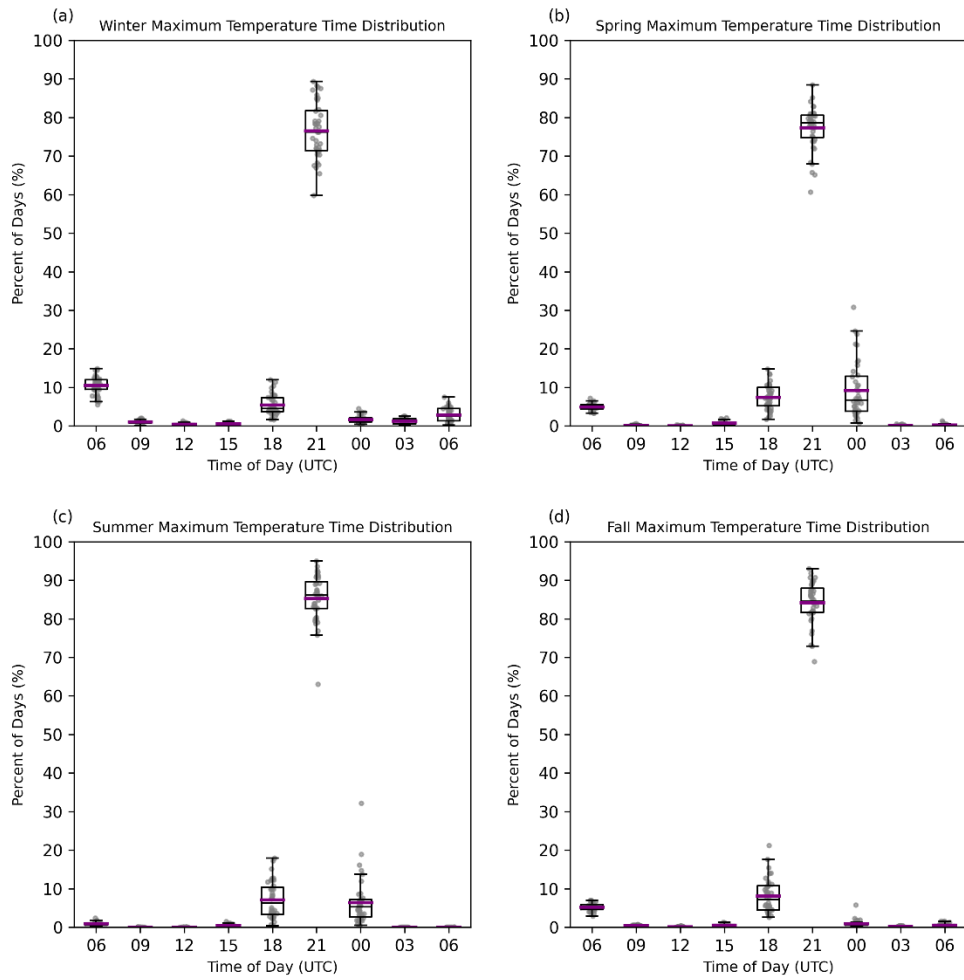 (a)
Winter Maximum Temperature Time Distribution
100
90
80
70
60
50
40
30
20
10
0
Percent of Days (%)
06 09 12 15 18 21 00 03 06
Time of Day (UTC)
(b)
Spring Maximum Temperature Time Distribution
100
90
80
70
60
50
40
30
20
10
0
Percent of Days (%)
06 09 12 15 18 21 00 03 06
Time of Day (UTC)
(c)
Summer Maximum Temperature Time Distribution
100
90
80
70
60
50
40
30
20
10
0
Percent of Days (%)
06 09 12 15 18 21 00 03 06
Time of Day (UTC)
(d)
Fall Maximum Temperature Time Distribution
100
90
80
70
60
50
40
30
20
10
0
Percent of Days (%)
06 09 12 15 18 21 00 03 06
Time of Day (UTC)